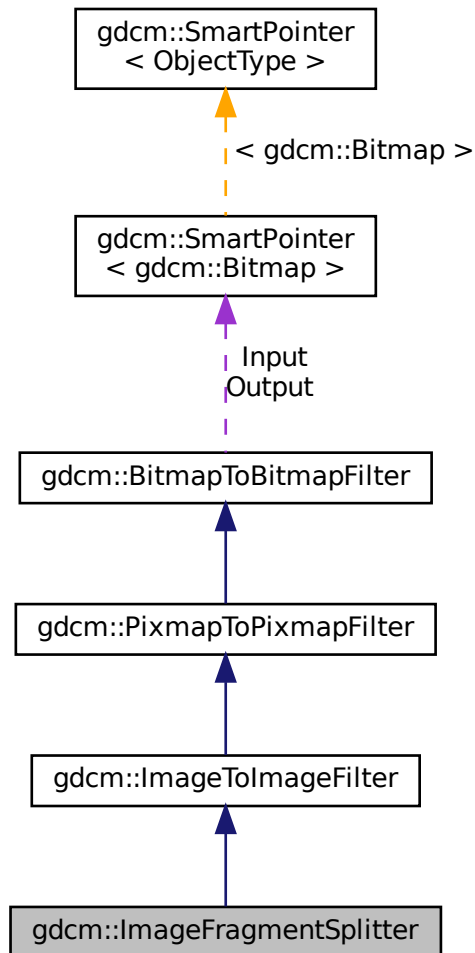 gdcm::SmartPointer
< ObjectType >
< gdcm::Bitmap >
gdcm::SmartPointer
< gdcm::Bitmap >
Input
Output
gdcm::BitmapToBitmapFilter
gdcm::PixmapToPixmapFilter
gdcm::ImageToImageFilter
gdcm::ImageFragmentSplitter